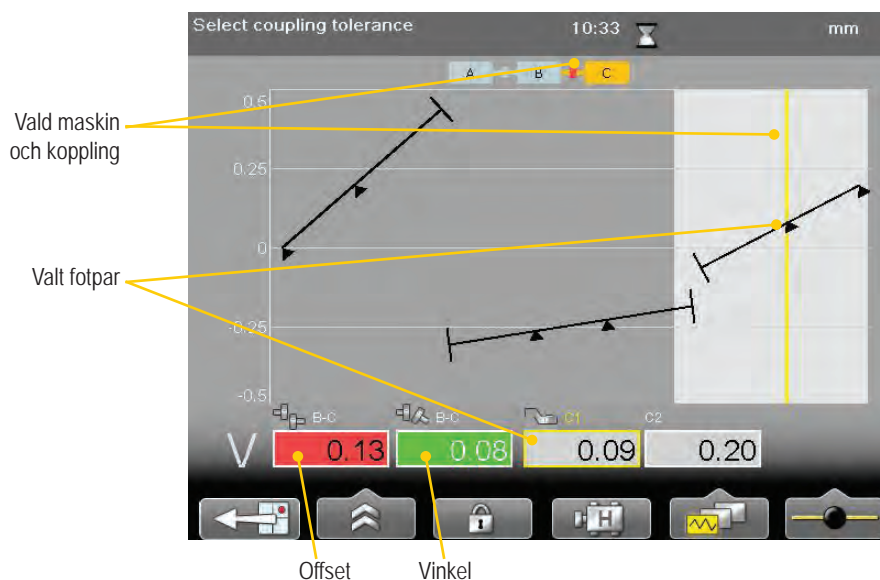 Select coupling tolerance 10:33 mm
A B C
Vald maskin
och koppling
Valt fotpar
0.5
0.25
0
-0.25
-0.5
B-C B-C C1 C2
V 0.13 0.08 0.09 0.20
H
Offset Vinkel